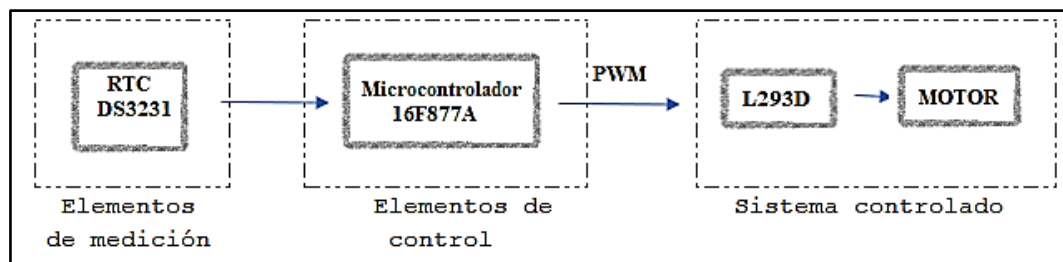 RTC
DS3231
Microcontrolador
16F877A
PWM
L293D
MOTOR
Elementos
de medición
Elementos de
control
Sistema controlado